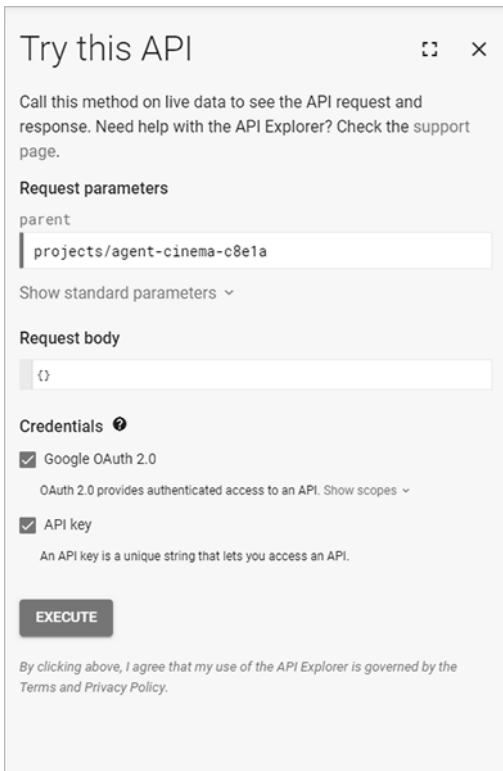 Try this API
Call this method on live data to see the API request and
response. Need help with the API Explorer? Check the support
page.
Request parameters
parent
projects/agent-cinema-c8e1a
Show standard parameters
Request body
{}
Credentials ?
Google OAuth 2.0
OAuth 2.0 provides authenticated access to an API. Show scopes
API key
An API key is a unique string that lets you access an API.
EXECUTE
By clicking above, I agree that my use of the API Explorer is governed by the
Terms and Privacy Policy.